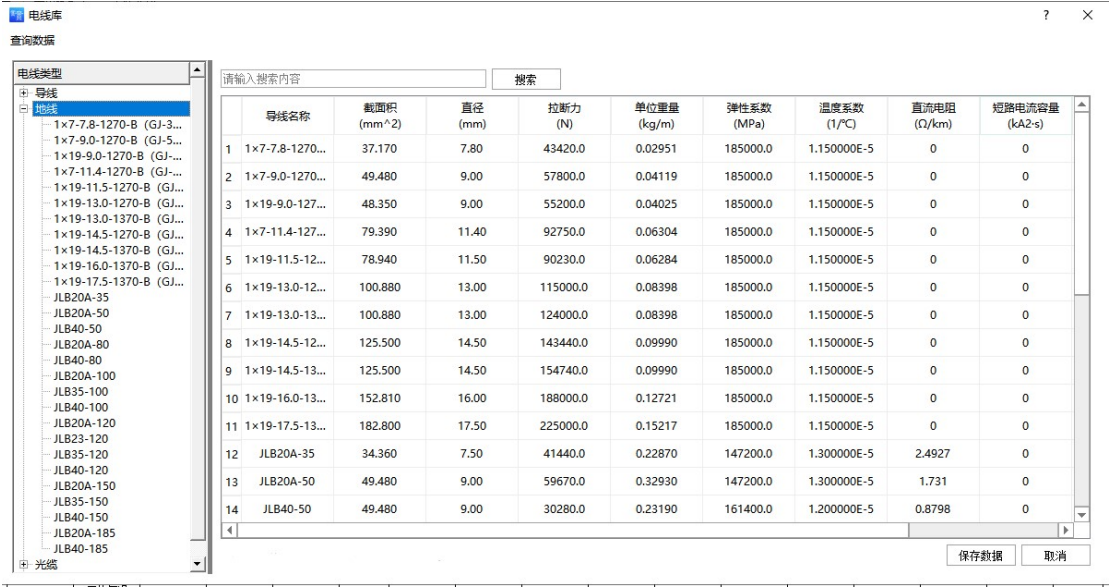 电线库
? ×
查询数据
电线类型
导线
地线
1×7-7.8-1270-B (GJ-3...
1×7-9.0-1270-B (GJ-5...
1×19-9.0-1270-B (GJ-...
1×7-11.4-1270-B (GJ-...
1×19-11.5-1270-B (GJ...
1×19-13.0-1270-B (GJ...
1×19-13.0-1370-B (GJ...
1×19-14.5-1270-B (GJ...
1×19-14.5-1370-B (GJ...
1×19-16.0-1370-B (GJ...
1×19-17.5-1370-B (GJ...
JLB20A-35
JLB20A-50
JLB40-50
JLB20A-80
JLB40-80
JLB20A-100
JLB35-100
JLB40-100
JLB20A-120
JLB23-120
JLB35-120
JLB40-120
JLB20A-150
JLB35-150
JLB40-150
JLB20A-185
JLB40-185
光缆
请输入搜索内容 搜索
导线名称 截面积 直径 拉断力 单位重量 弹性系数 温度系数 直流电阻 短路电流容量
(mm^2) (mm) (N) (kg/m) (MPa) (1/℃) (Ω/km) (kA2·s)
1 1×7-7.8-1270... 37.170 7.80 43420.0 0.02951 185000.0 1.150000E-5 0 0
2 1×7-9.0-1270... 49.480 9.00 57800.0 0.04119 185000.0 1.150000E-5 0 0
3 1×19-9.0-127... 48.350 9.00 55200.0 0.04025 185000.0 1.150000E-5 0 0
4 1×7-11.4-127... 79.390 11.40 92750.0 0.06304 185000.0 1.150000E-5 0 0
5 1×19-11.5-12... 78.940 11.50 90230.0 0.06284 185000.0 1.150000E-5 0 0
6 1×19-13.0-12... 100.880 13.00 115000.0 0.08398 185000.0 1.150000E-5 0 0
7 1×19-13.0-13... 100.880 13.00 124000.0 0.08398 185000.0 1.150000E-5 0 0
8 1×19-14.5-12... 125.500 14.50 143440.0 0.09990 185000.0 1.150000E-5 0 0
9 1×19-14.5-13... 125.500 14.50 154740.0 0.09990 185000.0 1.150000E-5 0 0
10 1×19-16.0-13... 152.810 16.00 188000.0 0.12721 185000.0 1.150000E-5 0 0
11 1×19-17.5-13... 182.800 17.50 225000.0 0.15217 185000.0 1.150000E-5 0 0
12 JLB20A-35 34.360 7.50 41440.0 0.22870 147200.0 1.300000E-5 2.4927 0
13 JLB20A-50 49.480 9.00 59670.0 0.32930 147200.0 1.300000E-5 1.731 0
14 JLB40-50 49.480 9.00 30280.0 0.23190 161400.0 1.200000E-5 0.8798 0
保存数据 取消